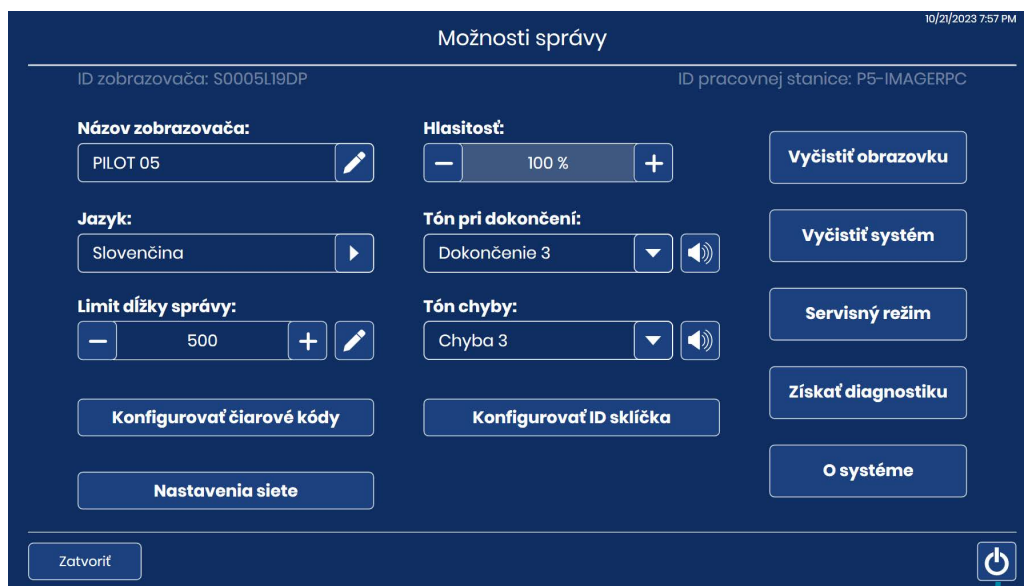 10/21/2023 7:57 PM
Možnosti správy
ID zobrazovača: S0005L19DP
ID pracovnej stanice: P5-IMAGERPC
Názov zobrazovača:
PILOT 05
Jazyk:
Slovenčina
Limit dĺžky správy:
500
Konfigurovať čiarové kódy
Nastavenia siete
Hlasitosť:
100 %
Tón pri dokončení:
Dokončenie 3
Tón chyby:
Chyba 3
Konfigurovať ID sklíčka
Vyčistiť obrazovku
Vyčistiť systém
Servisný režim
Získať diagnostiku
O systéme
Zatvoriť